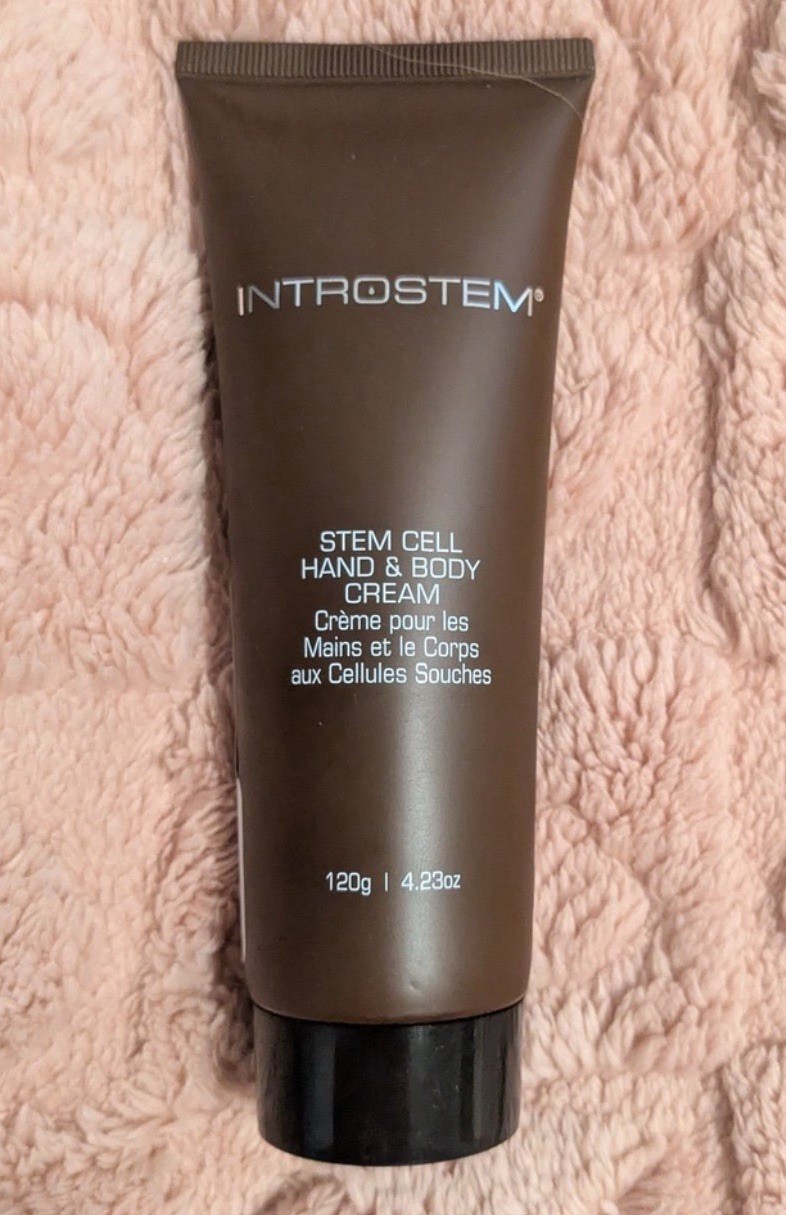 INTROSTEM®
STEM CELL
HAND & BODY
CREAM
Crème pour les
Mains et le Corps
aux Cellules Souches
120g | 4.23oz